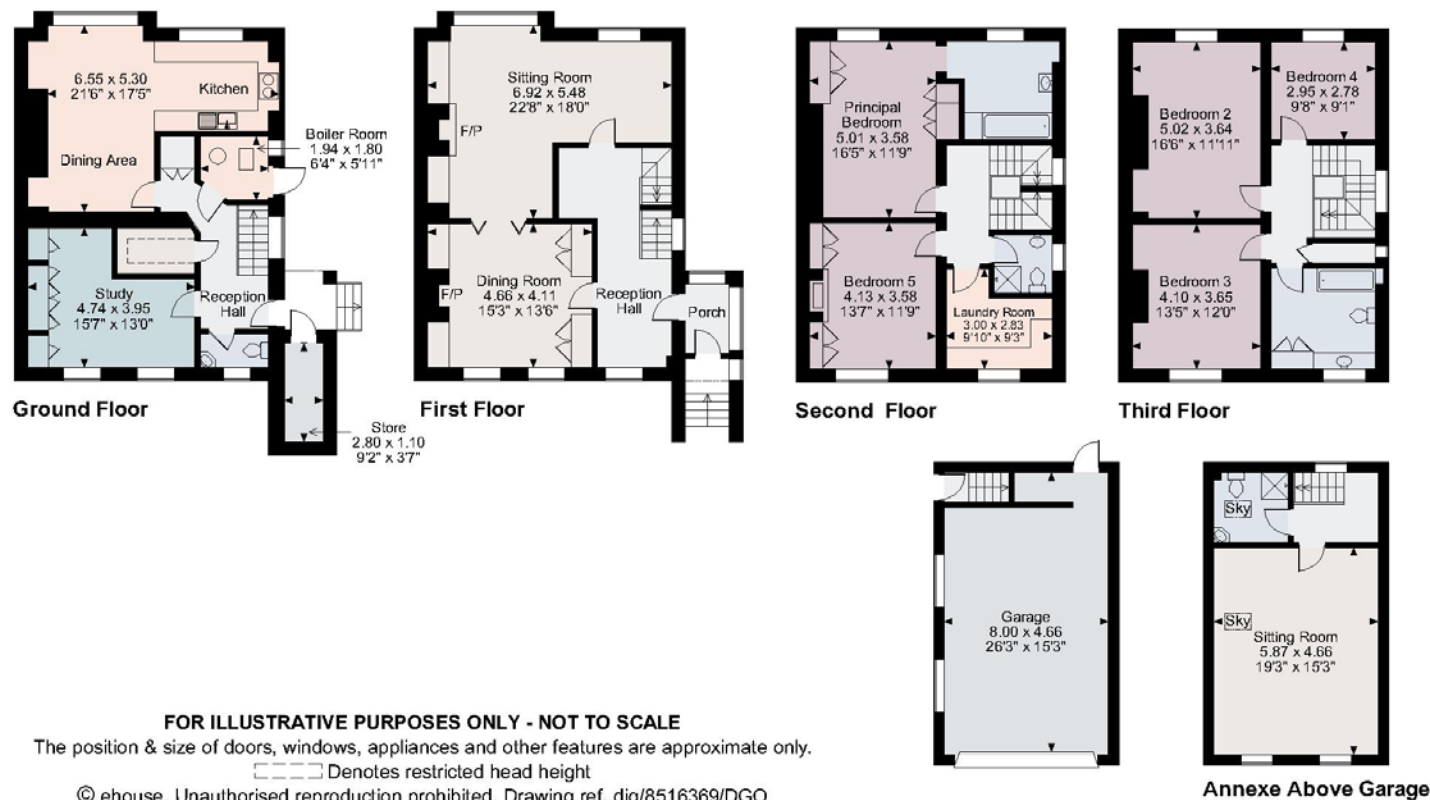 6.55 x 5.30
21'6" x 17'5"
Kitchen
Dining Area
Boiler Room
1.94 x 1.80
6'4" x 5'11"
Study
4.74 x 3.95
15'7" x 13'0"
Reception
Hall
Store
2.80 x 1.10
9'2" x 3'7"
Ground Floor
Sitting Room
6.92 x 5.48
22'8" x 18'0"
F/P
Dining Room
4.66 x 4.11
15'3" x 13'6"
F/P
Reception
Hall
Porch
First Floor
Principal
Bedroom
5.01 x 3.58
16'5" x 11'9"
Bedroom 5
4.13 x 3.58
13'7" x 11'9"
Laundry Room
3.00 x 2.83
9'10" x 9'3"
Second Floor
Bedroom 2
5.02 x 3.64
16'6" x 11'11"
Bedroom 4
2.95 x 2.78
9'8" x 9'1"
Bedroom 3
4.10 x 3.65
13'5" x 12'0"
Third Floor
Garage
8.00 x 4.66
26'3" x 15'3"
Sky
Sky
Sitting Room
5.87 x 4.66
19'3" x 15'3"
Annexe Above Garage
FOR ILLUSTRATIVE PURPOSES ONLY - NOT TO SCALE
The position & size of doors, windows, appliances and other features are approximate only.
Denotes restricted head height
© ehouse. Unauthorised reproduction prohibited. Drawing ref. dig/8516369/DGO